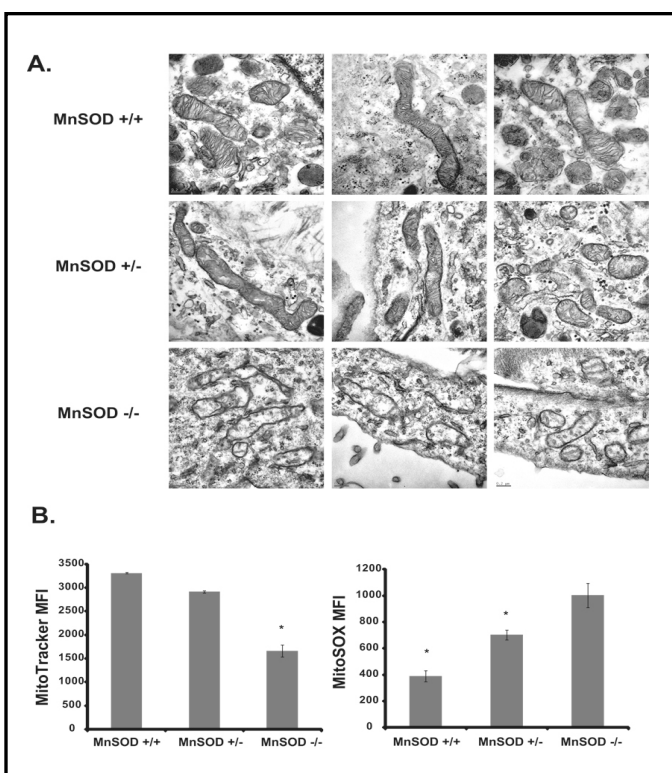 A.
MnSOD +/+
MnSOD +/-
MnSOD -/-
B.
MitoTracker MFI
3500
3000
2500
2000
1500
1000
500
0
*
MnSOD +/+ MnSOD +/- MnSOD -/-
MitoSOX MFI
1200
1000
800
600
400
200
0
* *
MnSOD +/+ MnSOD +/- MnSOD -/-